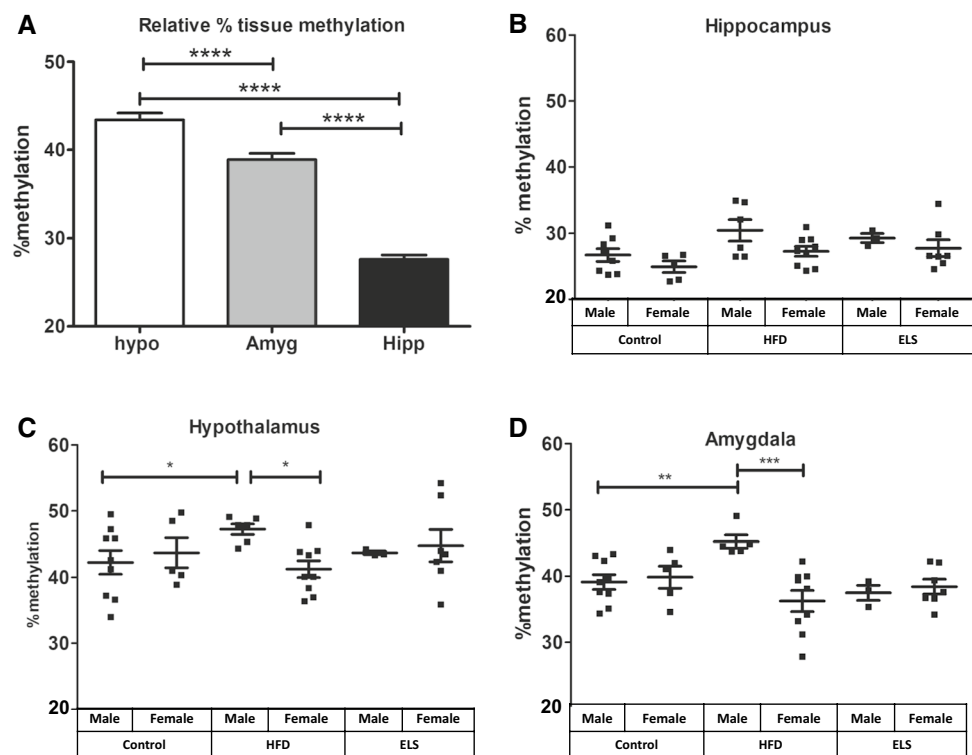 A
Relative % tissue methylation
%methylation
60
50
40
30
20
****
****
****
hypo Amyg Hipp
B
Hippocampus
% methylation
60
50
40
30
20
Male Female Male Female Male Female
Control HFD ELS
C
Hypothalamus
%methylation
60
50
40
30
20
* *
Male Female Male Female Male Female
Control HFD ELS
D
Amygdala
%methylation
60
50
40
30
20
** ***
Male Female Male Female Male Female
Control HFD ELS